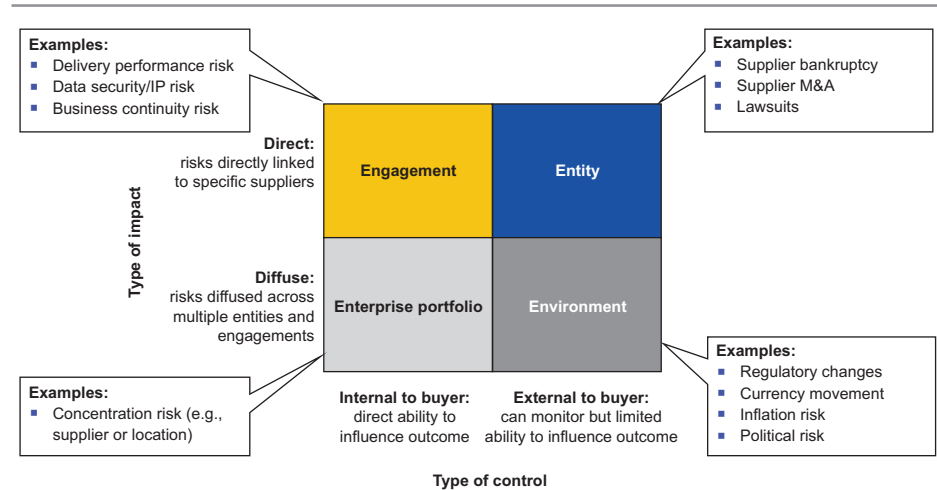 Examples:
▪ Delivery performance risk
▪ Data security/IP risk
▪ Business continuity risk
Examples:
▪ Supplier bankruptcy
▪ Supplier M&A
▪ Lawsuits
Type of impact
Direct:
risks directly linked
to specific suppliers
Engagement
Entity
Diffuse:
risks diffused across
multiple entities and
engagements
Enterprise portfolio
Environment
Examples:
▪ Concentration risk (e.g.,
supplier or location)
Internal to buyer:
direct ability to
influence outcome
External to buyer:
can monitor but limited
ability to influence outcome
Examples:
▪ Regulatory changes
▪ Currency movement
▪ Inflation risk
▪ Political risk
Type of control